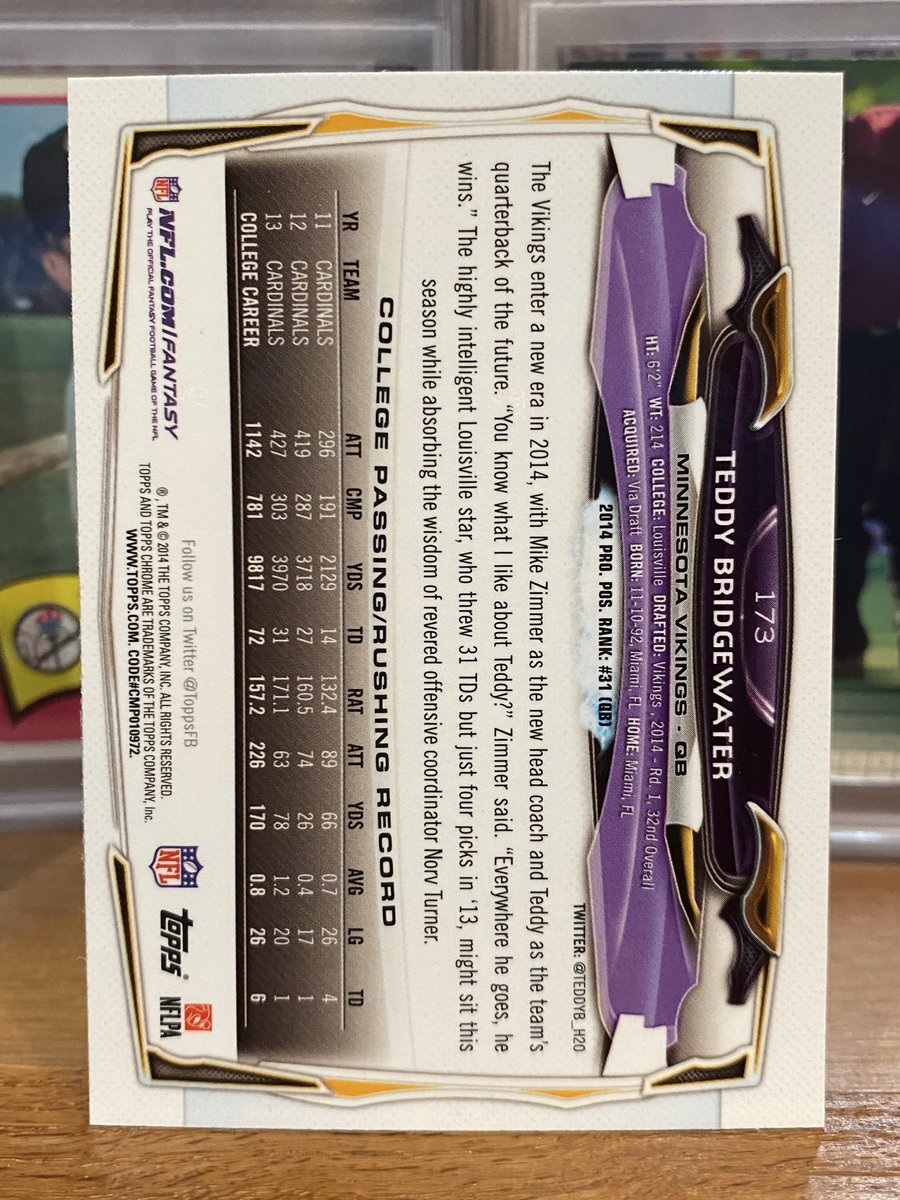 173
TEDDY BRIDGEWATER
MINNESOTA VIKINGS - QB
HT: 6'2" WT: 214 COLLEGE: Louisville DRAFTED: Vikings , 2014 - Rd. 1, 32nd Overall
ACQUIRED: Via Draft BORN: 11-10-92, Miami, FL HOME: Miami, FL
2014 PRO. POS. RANK: #31 (QB)
TWITTER: @TEDDYB_H20
The Vikings enter a new era in 2014, with Mike Zimmer as the new head coach and Teddy as the team's
quarterback of the future. “You know what I like about Teddy?” Zimmer said. “Everywhere he goes, he
wins.” The highly intelligent Louisville star, who threw 31 TDs but just four picks in ‘13, might sit this
season while absorbing the wisdom of revered offensive coordinator Norv Turner.
COLLEGE PASSING/RUSHING RECORD
YR TEAM ATT CMP YDS TD RAT ATT YDS AVG LG TD
11 CARDINALS 296 191 2129 14 132.4 89 66 0.7 26 4
12 CARDINALS 419 287 3718 27 160.5 74 26 0.4 17 1
13 CARDINALS 427 303 3970 31 171.1 63 78 1.2 20 1
COLLEGE CAREER 1142 781 9817 72 157.2 226 170 0.8 26 6
Follow us on Twitter @ToppsFB
NFL NFL.COM/FANTASY
PLAY THE OFFICIAL FANTASY FOOTBALL GAME OF THE NFL
®, TM & © 2014 THE TOPPS COMPANY, INC. ALL RIGHTS RESERVED.
TOPPS AND TOPPS CHROME ARE TRADEMARKS OF THE TOPPS COMPANY, Inc.
WWW.TOPPS.COM. CODE#CMP010972.
NFL
topps®
NFLPA